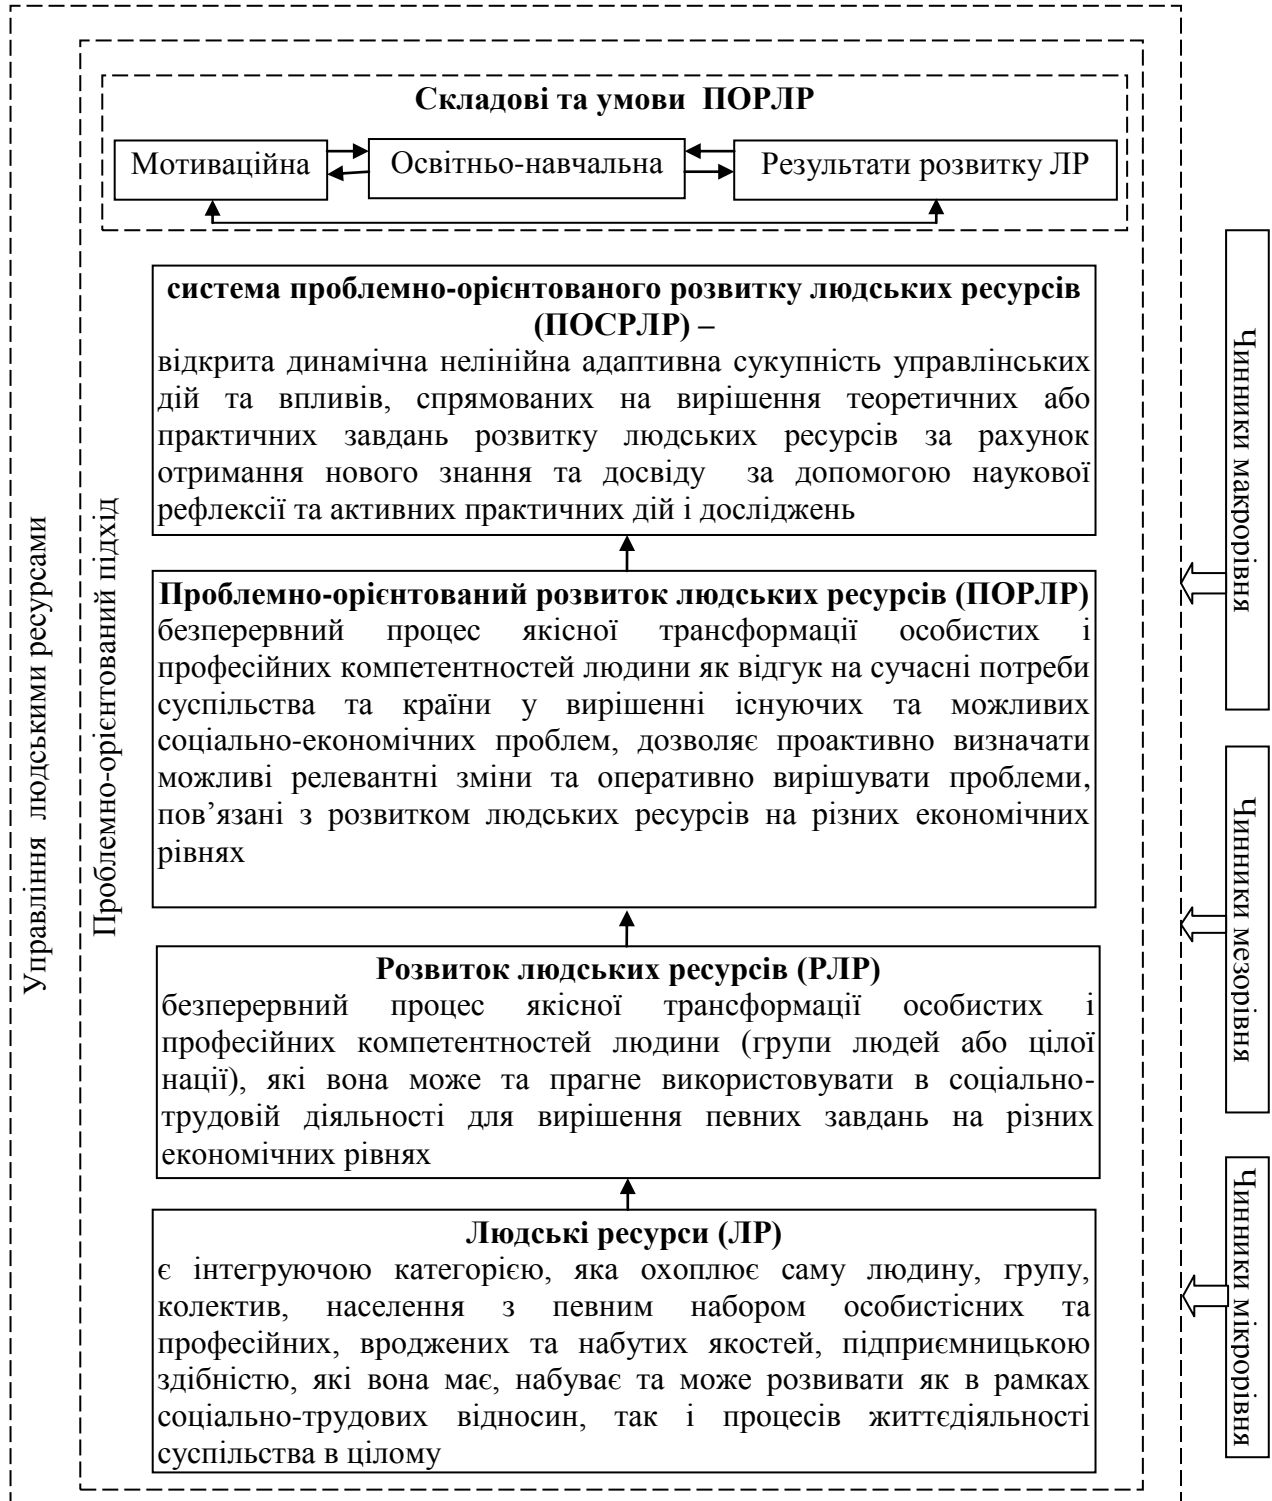 Складові та умови ПОРЛР
Мотиваційна
Освітньо-навчальна
Результати розвитку ЛР
система проблемно-орієнтованого розвитку людських ресурсів
(ПОСРЛР) –
відкрита динамічна нелінійна адаптивна сукупність управлінських
дій та впливів, спрямованих на вирішення теоретичних або
практичних завдань розвитку людських ресурсів за рахунок
отримання нового знання та досвіду за допомогою наукової
рефлексії та активних практичних дій і досліджень
Проблемно-орієнтований розвиток людських ресурсів (ПОРЛР)
безперервний процес якісної трансформації особистих і
професійних компетентностей людини як відгук на сучасні потреби
суспільства та країни у вирішенні існуючих та можливих
соціально-економічних проблем, дозволяє проактивно визначати
можливі релевантні зміни та оперативно вирішувати проблеми,
пов’язані з розвитком людських ресурсів на різних економічних
рівнях
Розвиток людських ресурсів (РЛР)
безперервний процес якісної трансформації особистих і
професійних компетентностей людини (групи людей або цілої
нації), які вона може та прагне використовувати в соціально-
трудовій діяльності для вирішення певних завдань на різних
економічних рівнях
Людські ресурси (ЛР)
є інтегруючою категорією, яка охоплює саму людину, групу,
колектив, населення з певним набором особистісних та
професійних, вроджених та набутих якостей, підприємницькою
здібністю, які вона має, набуває та може розвивати як в рамках
соціально-трудових відносин, так і процесів життєдіяльності
суспільства в цілому
Управління людськими ресурсами
Проблемно-орієнтований підхід
Чинники макрорівня
Чинники мезорівня
Чинники мікрорівня